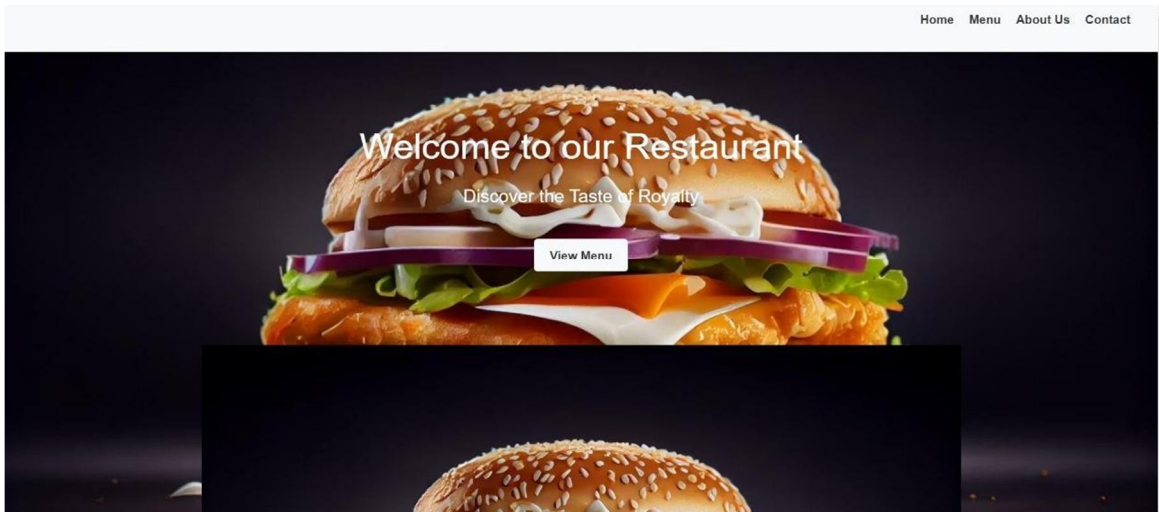 Home Menu About Us Contact
Welcome to our Restaurant
Discover the Taste of Royalty
View Menu